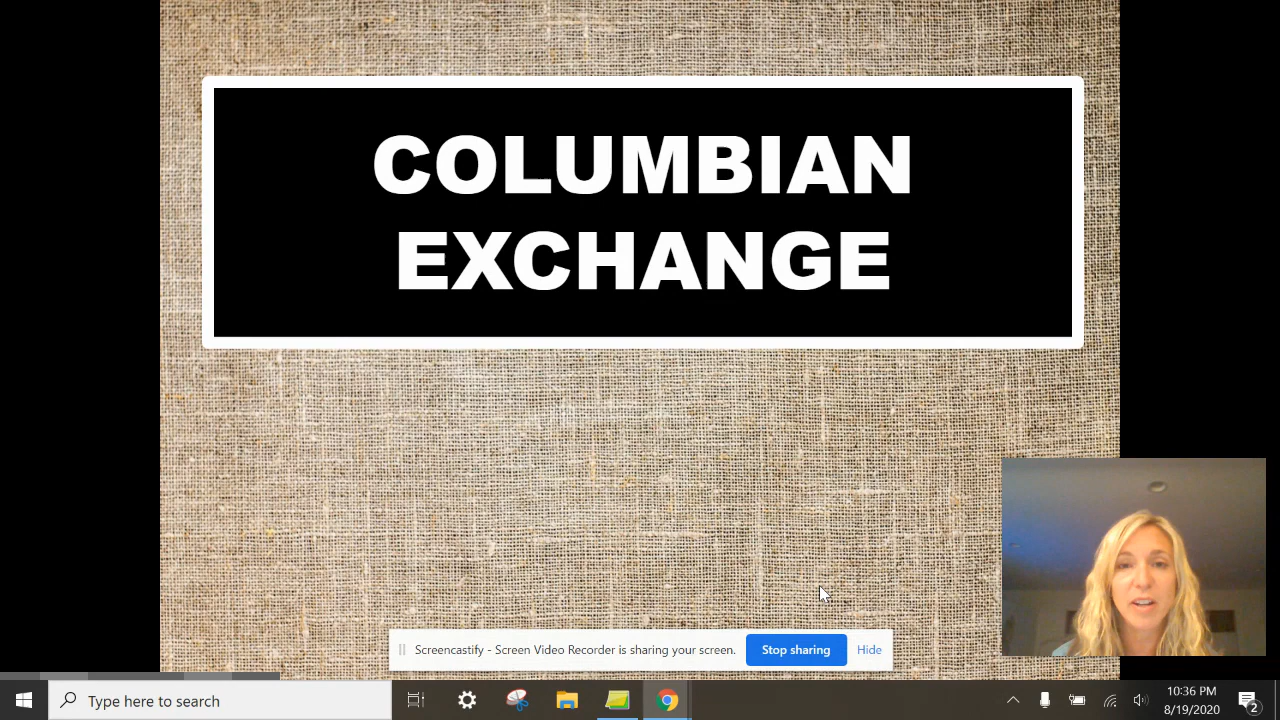 COLUMBIAN
EXCHANGE
Screencastify - Screen Video Recorder is sharing your screen.
Stop sharing
Hide
Type here to search
10:36 PM
8/19/2020
2